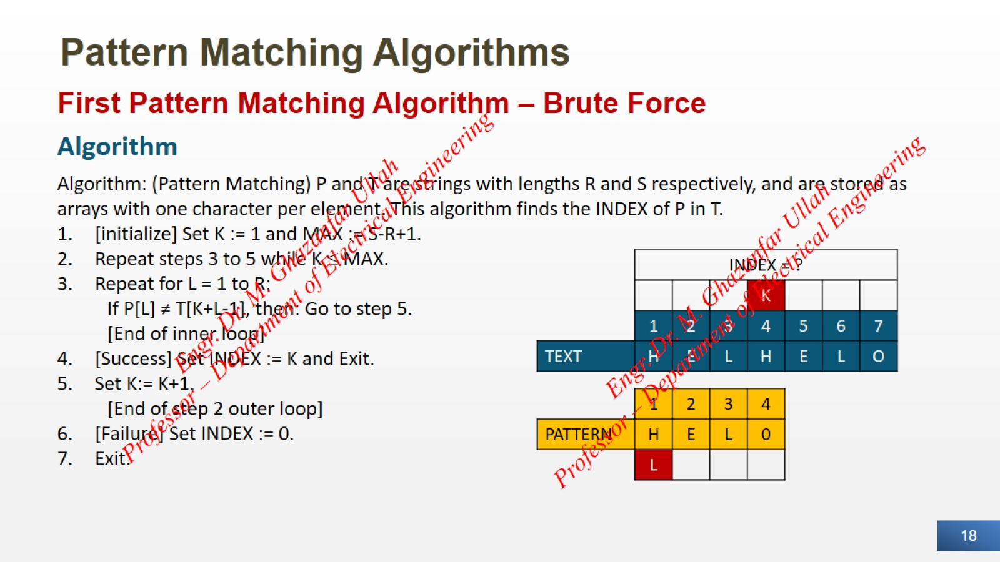 Pattern Matching Algorithms
First Pattern Matching Algorithm – Brute Force
Algorithm
Algorithm: (Pattern Matching) P and T are strings with lengths R and S respectively, and are stored as
arrays with one character per element. This algorithm finds the INDEX of P in T.
1. [initialize] Set K := 1 and MAX := S-R+1.
2. Repeat steps 3 to 5 while K ≤ MAX.
3. Repeat for L = 1 to R:
If P[L] ≠ T[K+L-1], then: Go to step 5.
[End of inner loop]
4. [Success] Set INDEX := K and Exit.
5. Set K:= K+1.
[End of step 2 outer loop]
6. [Failure] Set INDEX := 0.
7. Exit.
INDEX = ?
K
1 2 3 4 5 6 7
TEXT H E L H E L O
1 2 3 4
PATTERN H E L O
L
Engr. Dr. M. Ghazanfar Ullah
Professor – Department of Electrical Engineering
Engr. Dr. M. Ghazanfar Ullah
Professor – Department of Electrical Engineering
18